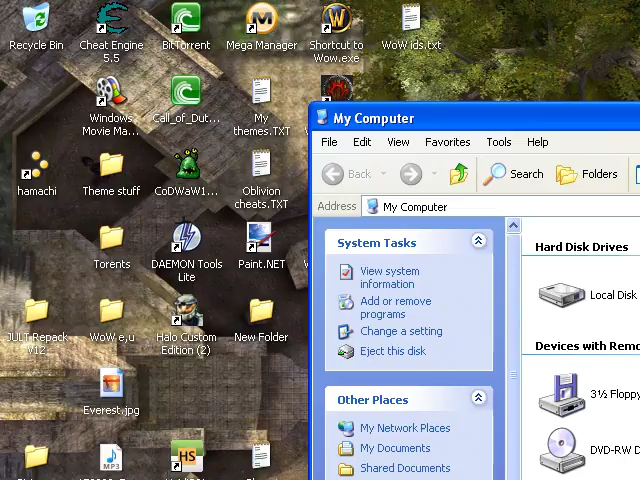 Recycle Bin
Cheat Engine
5.5
BitTorrent
Mega Manager
Shortcut to
Wow.exe
WoW ids.txt
Windows
Movie Ma...
Call_of_Dut...
My
themes.TXT
hamachi
Theme stuff
CoDWaW1...
Oblivion
cheats.TXT
Torents
DAEMON Tools
Lite
Paint.NET
JULT Repack
V12
WoW e,u
Halo Custom
Edition (2)
New Folder
Everest.jpg
MP3
HS
My Computer
File Edit View Favorites Tools Help
Back Search Folders
Address My Computer
System Tasks
View system
information
Add or remove
programs
Change a setting
Eject this disk
Other Places
My Network Places
My Documents
Shared Documents
Hard Disk Drives
Local Disk
Devices with Remo
3½ Floppy
DVD-RW D